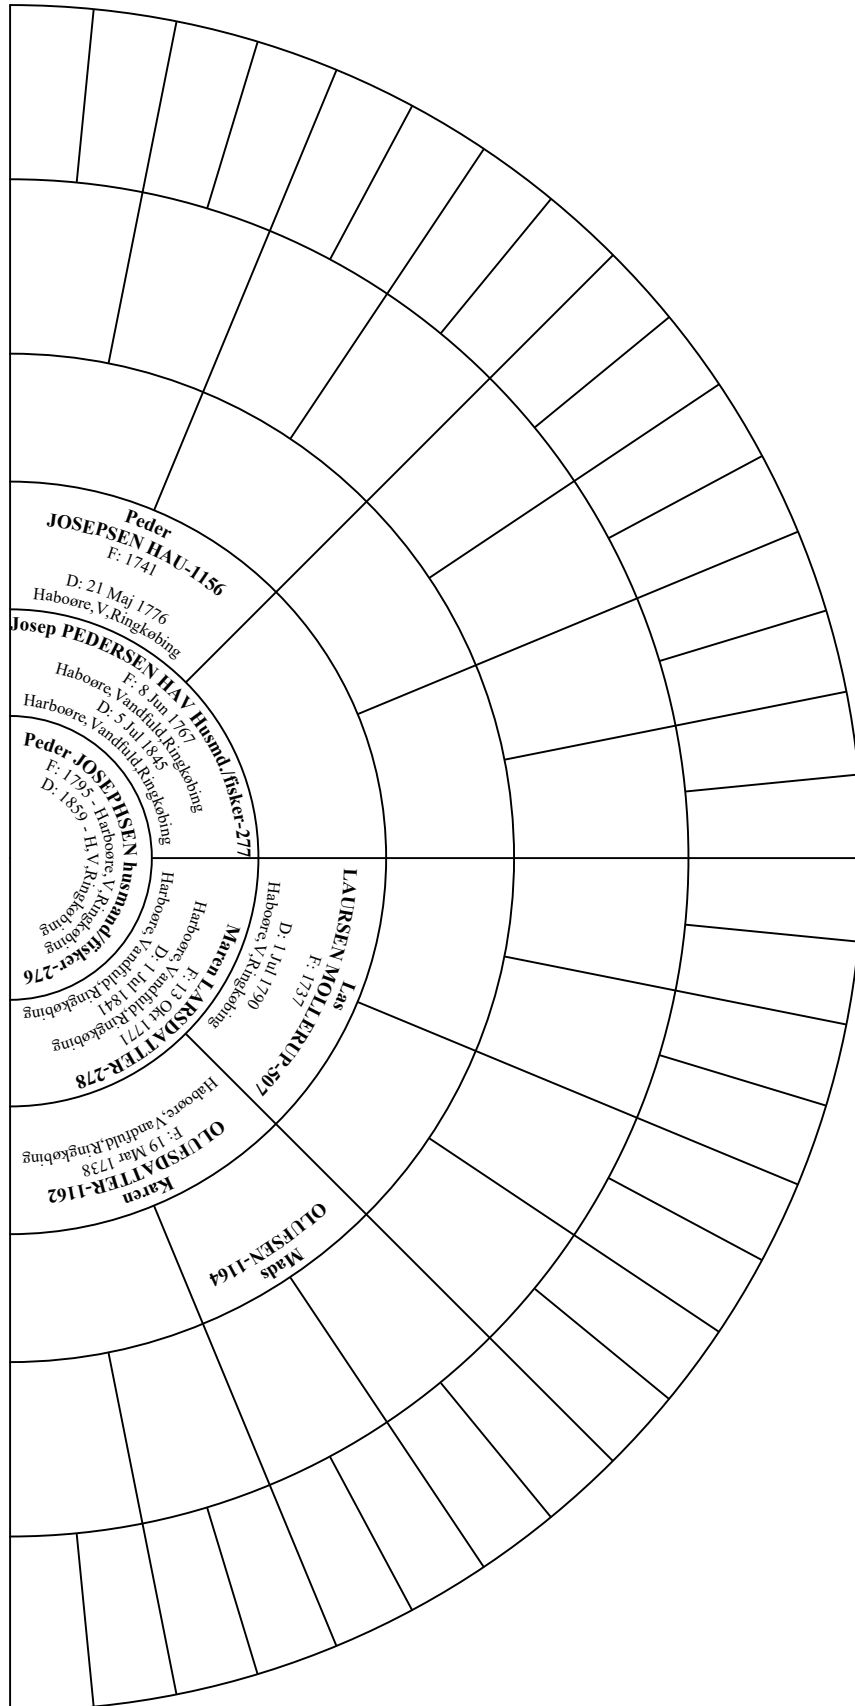 Peder
JOSEPSEN HAU-1156
F: 1741
D: 21 Maj 1776
Haboøre,V,Ringkøbing
Josep PEDERSEN HAV Husmd./fisker-277
F: 8 Jun 1767
Haboøre, Vandfuld,Ringkøbing
D: 5 Jul 1845
Harboøre, Vandfuld,Ringkøbing
Peder JOSEPHSEN husmand/fisker-276
F: 1795 - Harboøre,V,Ringkøbing
D: 1859 - H,V,Ringkøbing
Maren LARSDATTER-278
F: 13 Okt 1771
Harboøre, Vandfuld,Ringkøbing
D: 1 Jul 1841
Harboøre, Vandfuld,Ringkøbing
Las
LAURSEN MOLLERUP-507
F: 1737
D: 1 Jul 1790
Haboøre,V,Ringkøbing
Karen
OLUFSDATTER-1162
F: 19 Mar 1738
Haboøre,Vandfuld,Ringkøbing
Mads
OLUFSEN-1164